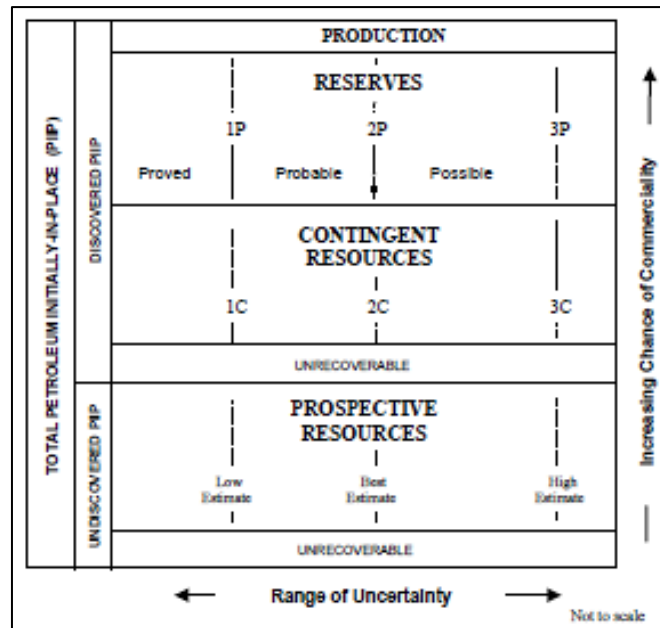 TOTAL PETROLEUM INITIALLY-IN-PLACE (PIIP)
DISCOVERED PIIP
UNDISCOVERED PIIP
PRODUCTION
RESERVES
1P
2P
3P
Proved
Probable
Possible
CONTINGENT
RESOURCES
1C
2C
3C
UNRECOVERABLE
PROSPECTIVE
RESOURCES
Low
Estimate
Best
Estimate
High
Estimate
UNRECOVERABLE
Increasing Chance of Commerciality
Range of Uncertainty
Not to scale